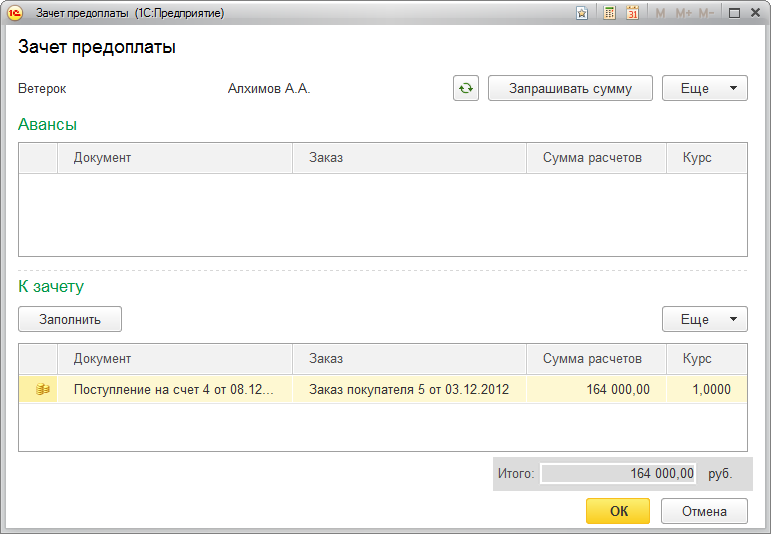 Зачет предоплаты (1С:Предприятие)
31 M M+ M-
Зачет предоплаты
Ветерок Алхимов А.А. Запрашивать сумму Еще
Авансы
Документ Заказ Сумма расчетов Курс
К зачету
Заполнить Еще
Документ Заказ Сумма расчетов Курс
Поступление на счет 4 от 08.12... Заказ покупателя 5 от 03.12.2012 164 000,00 1,0000
Итого: 164 000,00 руб.
ОК Отмена